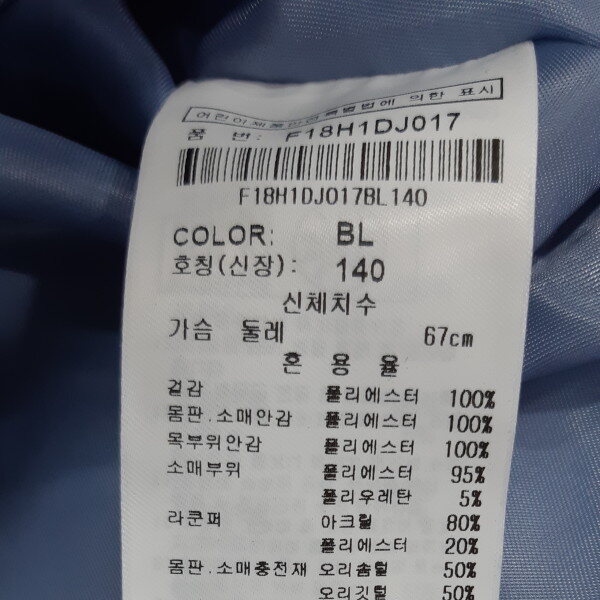 어린이제품안전특별법에 의한 표시
품 번: F18H1DJ017
F18H1DJ017BL140
COLOR: BL
호칭(신장): 140
신체치수
가슴 둘레 67cm
혼 용 율
겉감 폴리에스터 100%
몸판.소매안감 폴리에스터 100%
목부위안감 폴리에스터 100%
소매부위 폴리에스터 95%
폴리우레탄 5%
라쿤퍼 아크릴 80%
폴리에스터 20%
몸판.소매충전재 오리솜털 50%
오리깃털 50%